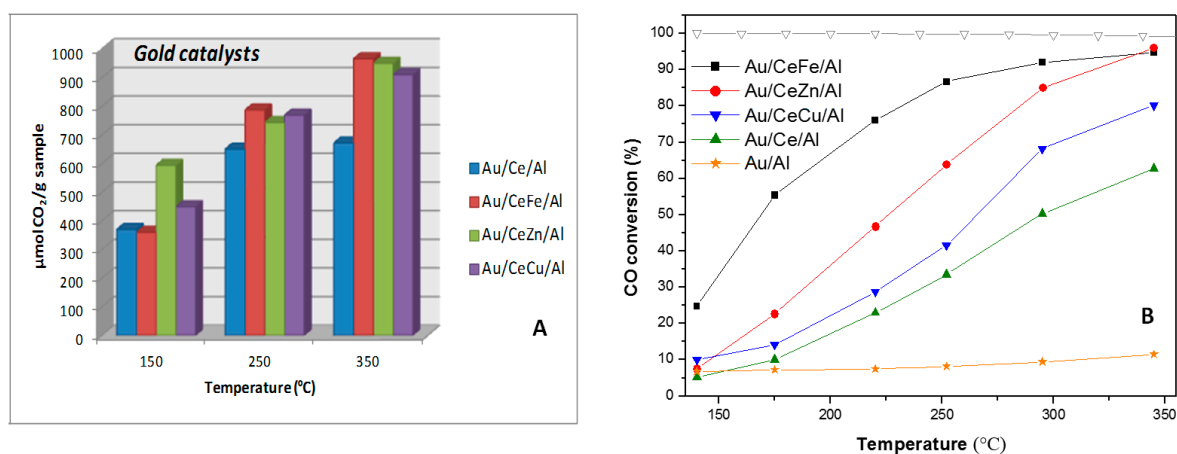 Gold catalysts
1000
900
800
700
600
500
400
300
200
100
0
µmol CO₂/g sample
150 250 350
Temperature (⁰C)
Au/Ce/Al
Au/CeFe/Al
Au/CeZn/Al
Au/CeCu/Al
A
100
90
80
70
60
50
40
30
20
10
0
CO conversion (%)
Au/CeFe/Al
Au/CeZn/Al
Au/CeCu/Al
Au/Ce/Al
Au/Al
B
150 200 250 300 350
Temperature (°C)